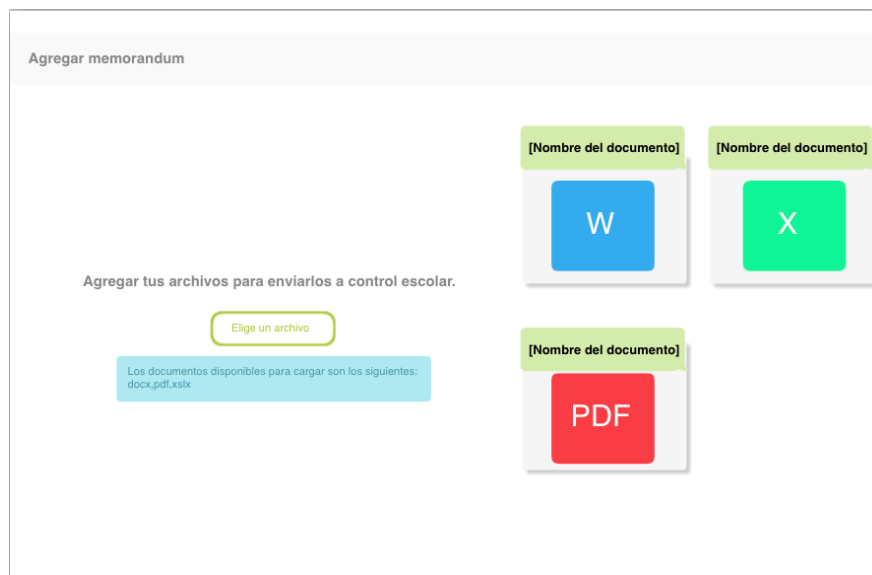 Agregar memorandum
[Nombre del documento]
[Nombre del documento]
W
X
Agregar tus archivos para enviarlos a control escolar.
Elige un archivo
Los documentos disponibles para cargar son los siguientes:
docx,pdf,xslx
[Nombre del documento]
PDF